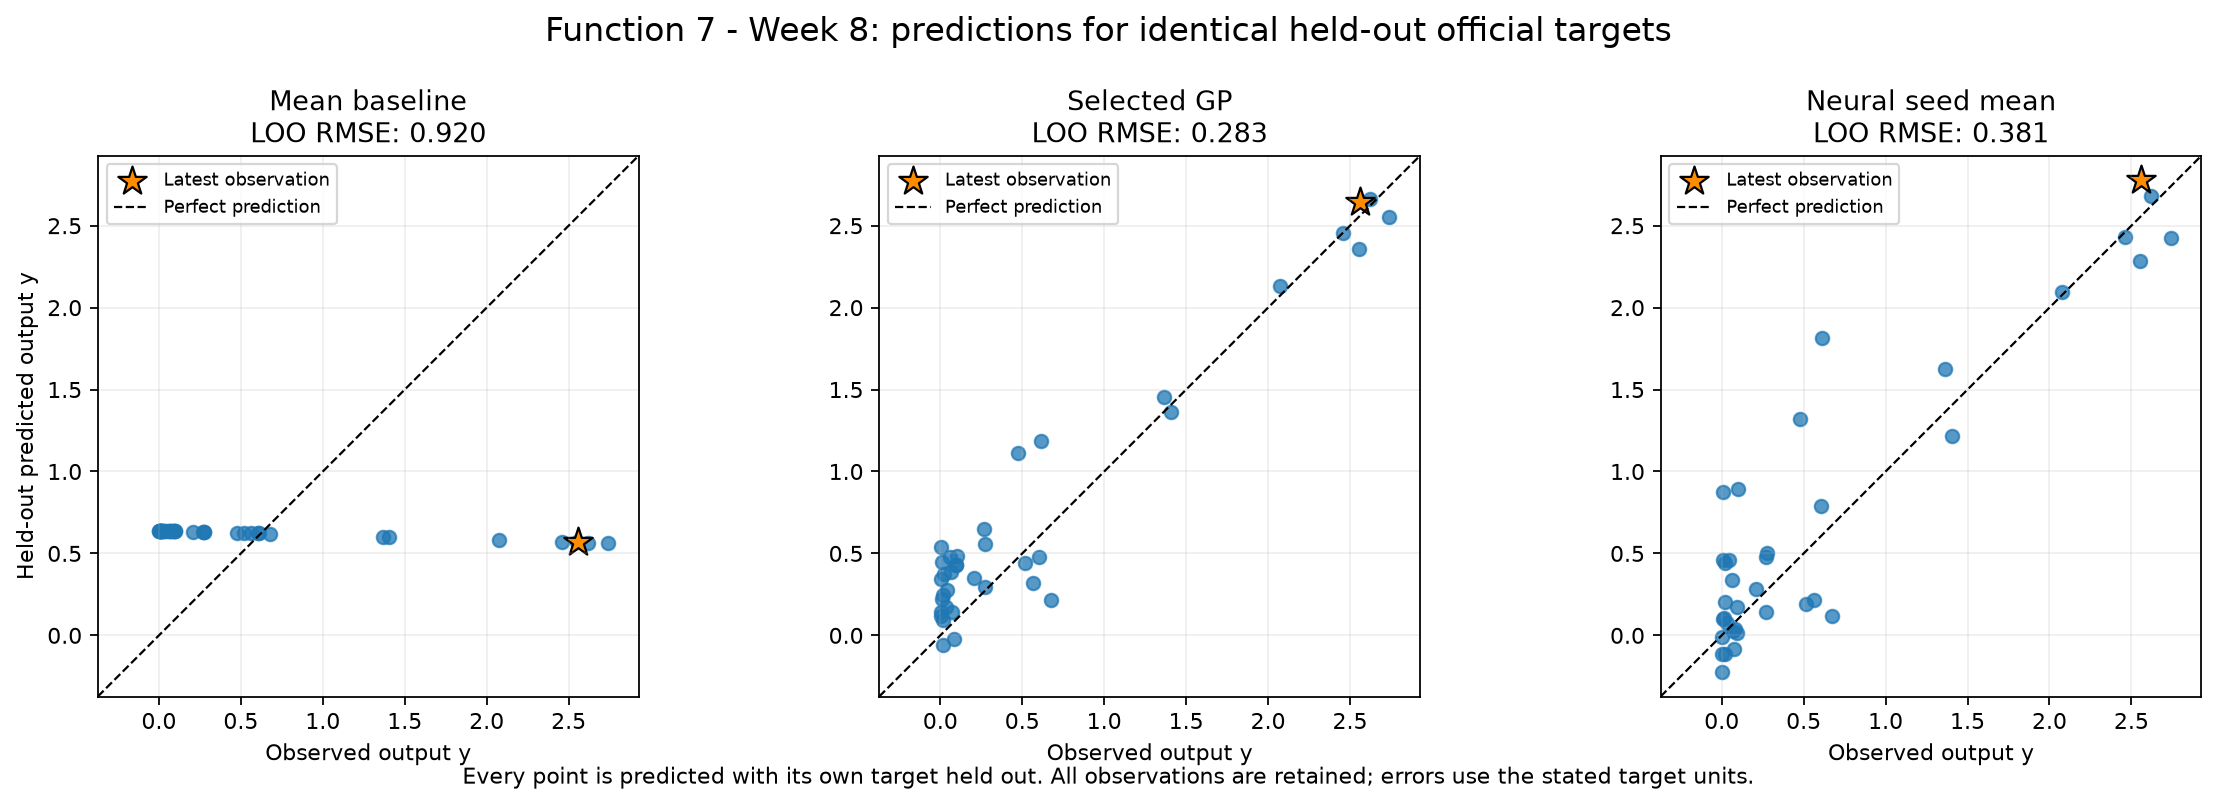 Function 7 - Week 8: predictions for identical held-out official targets
Mean baseline
LOO RMSE: 0.920
Latest observation
Perfect prediction
2.5
2.0
1.5
1.0
0.5
0.0
Held-out predicted output y
0.0 0.5 1.0 1.5 2.0 2.5
Observed output y
Selected GP
LOO RMSE: 0.283
Latest observation
Perfect prediction
2.5
2.0
1.5
1.0
0.5
0.0
0.0 0.5 1.0 1.5 2.0 2.5
Observed output y
Neural seed mean
LOO RMSE: 0.381
Latest observation
Perfect prediction
2.5
2.0
1.5
1.0
0.5
0.0
0.0 0.5 1.0 1.5 2.0 2.5
Observed output y
Every point is predicted with its own target held out. All observations are retained; errors use the stated target units.